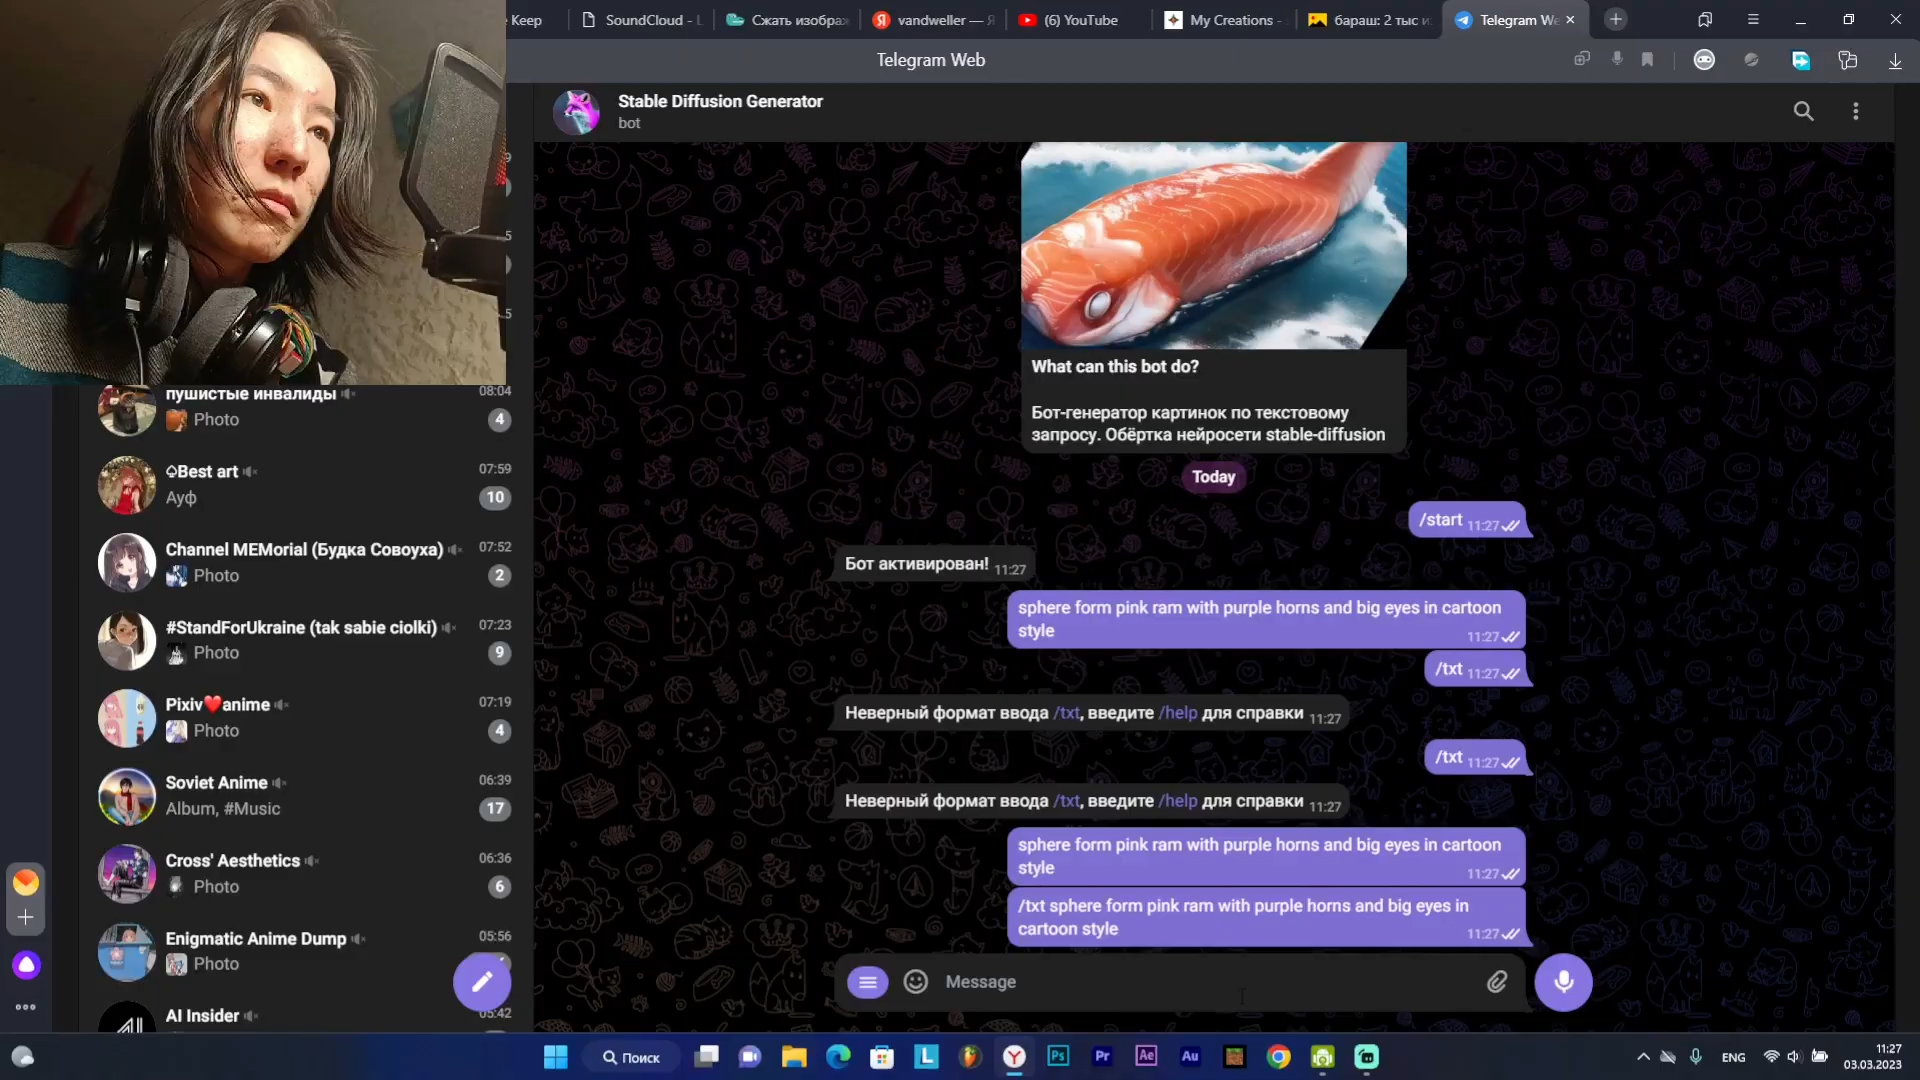 Keep
SoundCloud - L
Сжать изображ
vandweller — Я
(6) YouTube
My Creations -
бараш: 2 тыс и
Telegram We
Telegram Web
Stable Diffusion Generator
bot
What can this bot do?
Бот-генератор картинок по текстовому
запросу. Обёртка нейросети stable-diffusion
Today
/start 11:27
Бот активирован! 11:27
sphere form pink ram with purple horns and big eyes in cartoon
style 11:27
/txt 11:27
Неверный формат ввода /txt, введите /help для справки 11:27
/txt 11:27
Неверный формат ввода /txt, введите /help для справки 11:27
sphere form pink ram with purple horns and big eyes in cartoon
style 11:27
/txt sphere form pink ram with purple horns and big eyes in
cartoon style 11:27
Message
пушистые инвалиды 08:04
Photo 4
♤Best art 07:59
Ауф 10
Channel MEMorial (Будка Совоуха) 07:52
Photo 2
#StandForUkraine (tak sabie ciolki) 07:23
Photo 9
Pixiv❤️anime 07:19
Photo 4
Soviet Anime 06:39
Album, #Music 17
Cross' Aesthetics 06:36
Photo 6
Enigmatic Anime Dump 05:56
Photo
AI Insider 05:42
Поиск
L
Ps
Pr
Ae
Au
ENG
11:27
03.03.2023